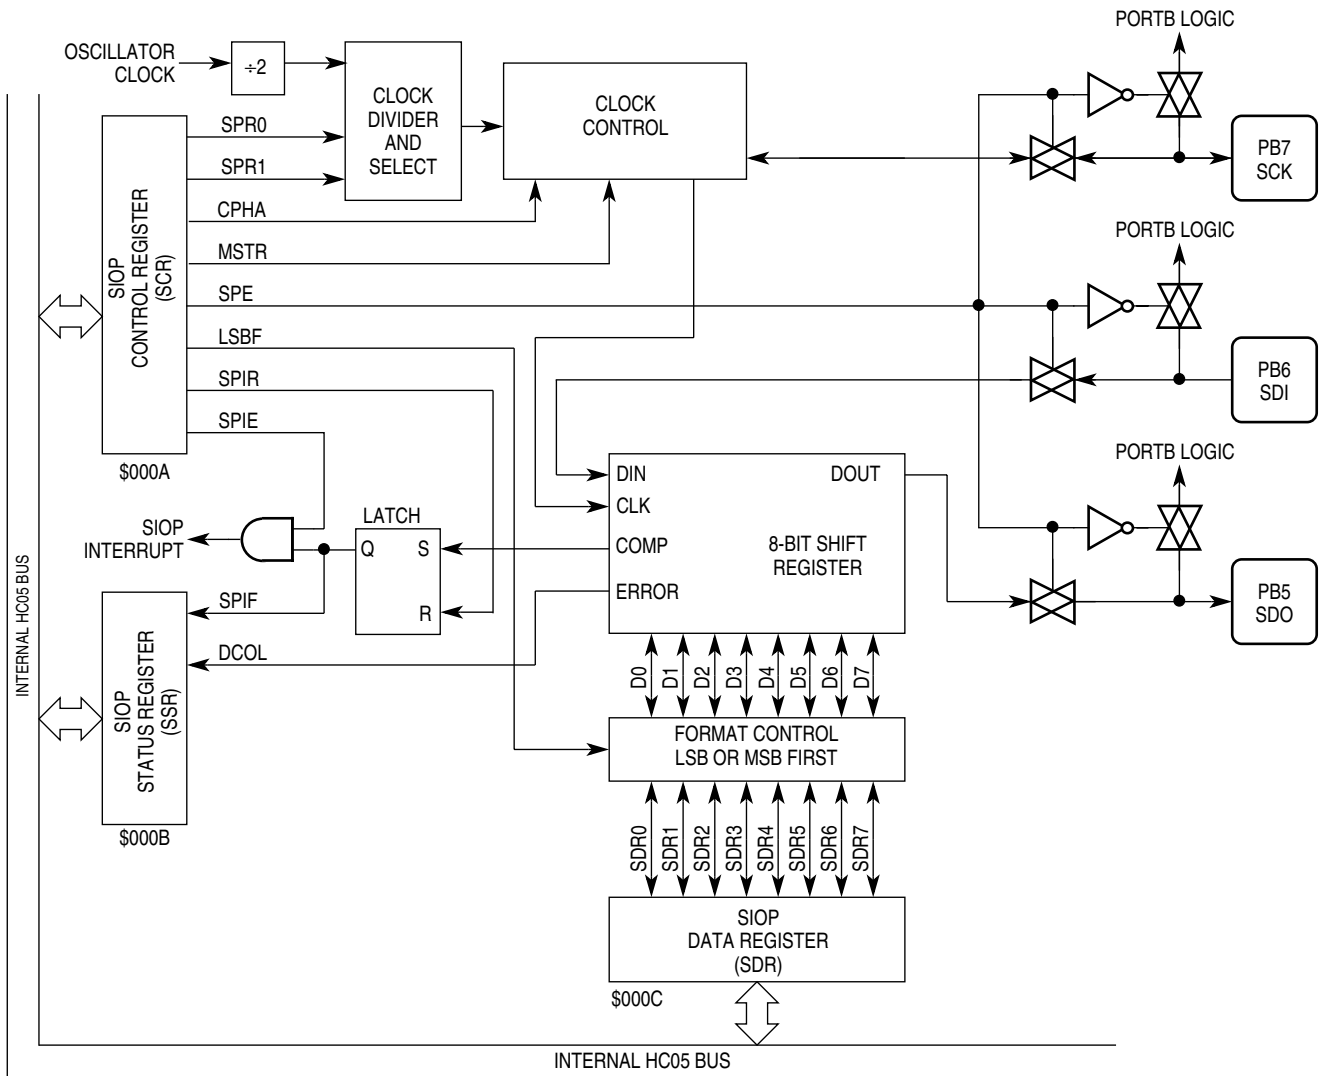 PORTB LOGIC
OSCILLATOR
CLOCK
÷2
CLOCK
DIVIDER
AND
SELECT
CLOCK
CONTROL
PB7
SCK
SPR0
SPR1
CPHA
MSTR
SPE
LSBF
SPIR
SPIE
SIOP
CONTROL REGISTER
(SCR)
$000A
PORTB LOGIC
PB6
SDI
PORTB LOGIC
PB5
SDO
DIN
CLK
COMP
ERROR
DOUT
8-BIT SHIFT
REGISTER
LATCH
Q
S
R
SIOP
INTERRUPT
SPIF
DCOL
SIOP
STATUS REGISTER
(SSR)
$000B
INTERNAL HC05 BUS
D0
D1
D2
D3
D4
D5
D6
D7
FORMAT CONTROL
LSB OR MSB FIRST
SDR0
SDR1
SDR2
SDR3
SDR4
SDR5
SDR6
SDR7
SIOP
DATA REGISTER
(SDR)
$000C
INTERNAL HC05 BUS